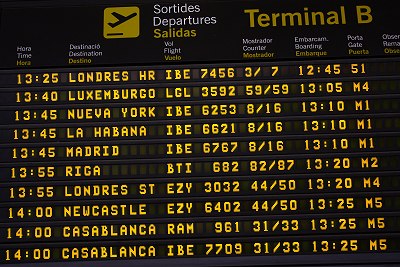 Sortides
Departures
Salidas
Terminal B
Hora Destinació Vol Mostrador Embarcam. Porta
Time Destination Flight Counter Boarding Gate
Hora Destino Vuelo Mostrador Embarque Puerta
13:25 LONDRES HR IBE 7456 3/ 7 12:45 51
13:40 LUXEMBURGO LGL 3592 59/59 13:05 M4
13:45 NUEVA YORK IBE 6253 8/16 13:10 M1
13:45 LA HABANA IBE 6621 8/16 13:10 M1
13:45 MADRID IBE 6767 8/16 13:10 M1
13:55 RIGA BTI 682 82/87 13:20 M2
13:55 LONDRES ST EZY 3032 44/50 13:20 M4
14:00 NEWCASTLE EZY 6402 44/50 13:25 M5
14:00 CASABLANCA RAM 961 31/33 13:25 M5
14:00 CASABLANCA IBE 7709 31/33 13:25 M5